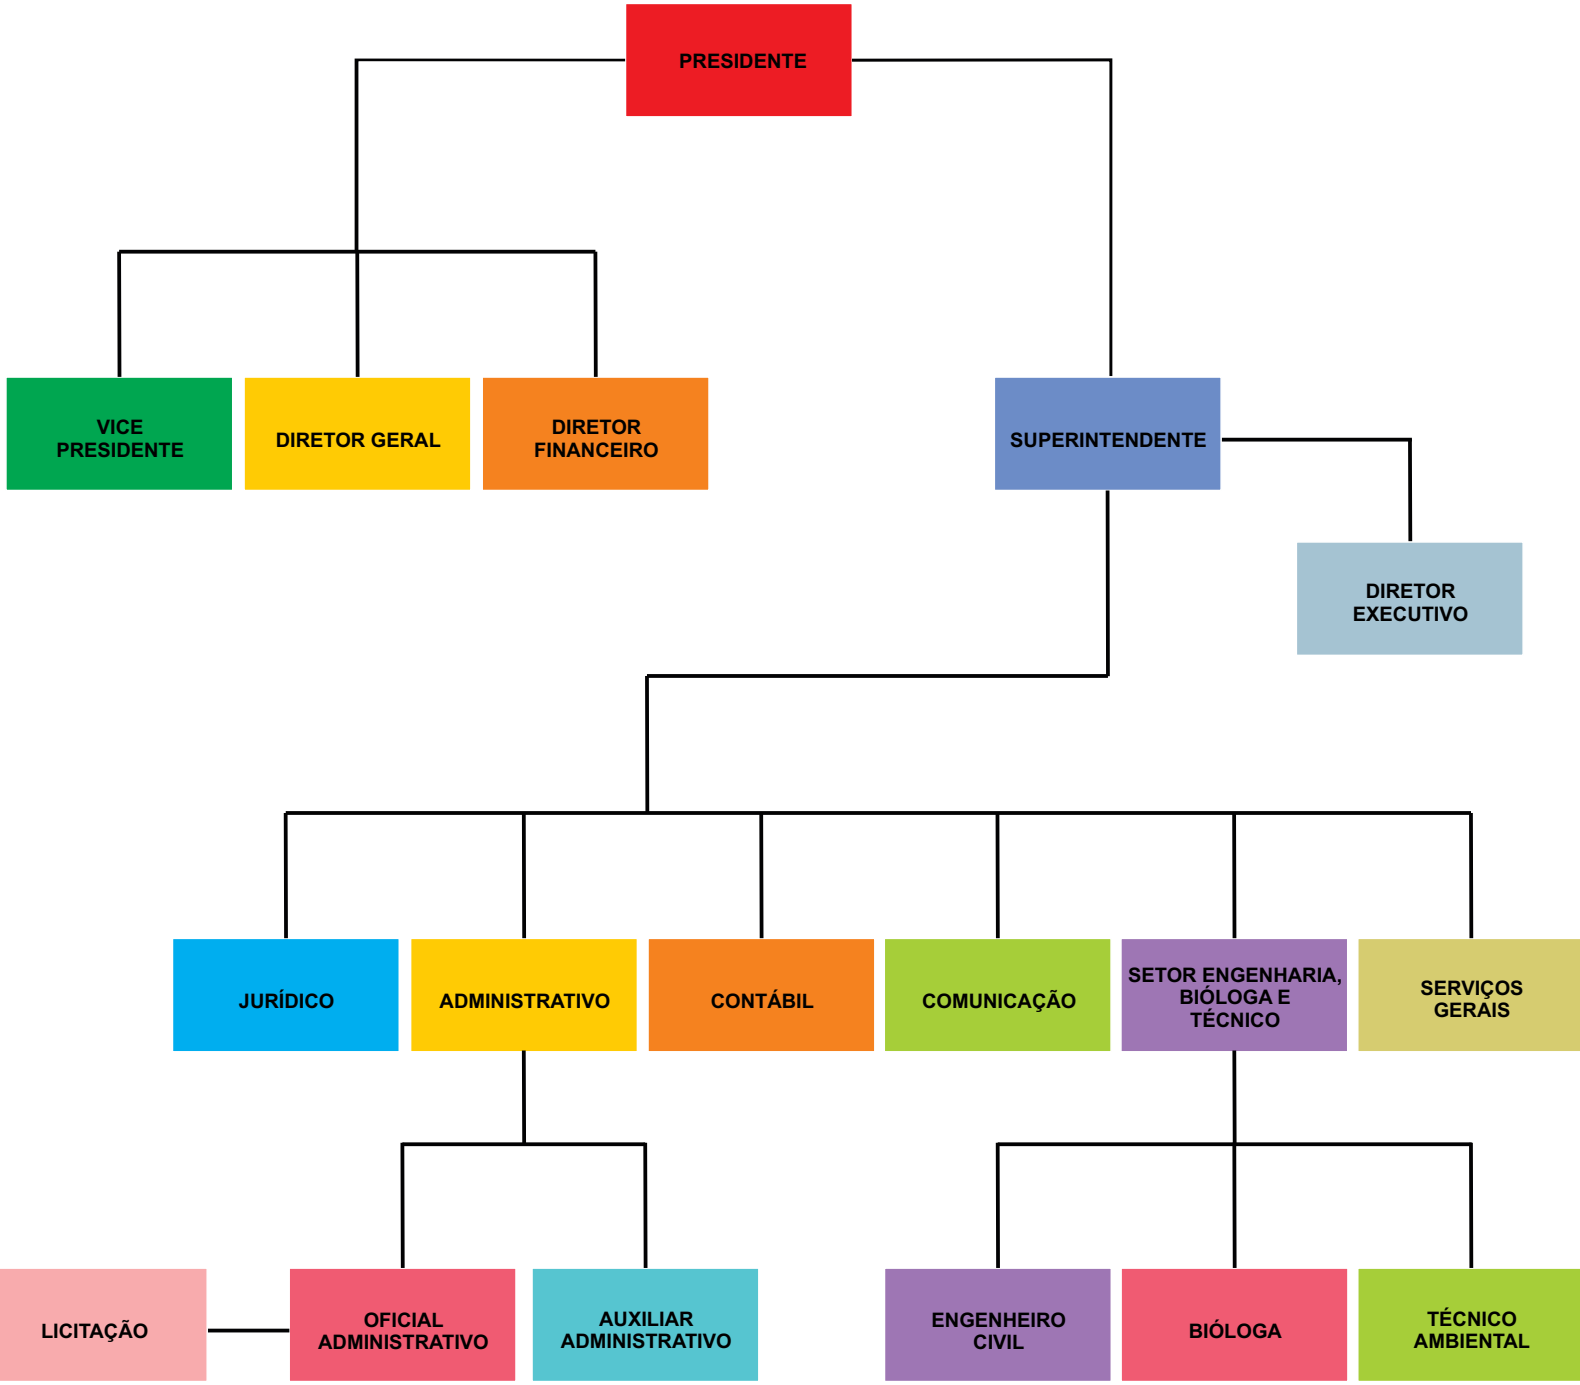 PRESIDENTE
VICE
PRESIDENTE
DIRETOR GERAL
DIRETOR
FINANCEIRO
SUPERINTENDENTE
DIRETOR
EXECUTIVO
JURÍDICO
ADMINISTRATIVO
CONTÁBIL
COMUNICAÇÃO
SETOR ENGENHARIA,
BIÓLOGA E
TÉCNICO
SERVIÇOS
GERAIS
LICITAÇÃO
OFICIAL
ADMINISTRATIVO
AUXILIAR
ADMINISTRATIVO
ENGENHEIRO
CIVIL
BIÓLOGA
TÉCNICO
AMBIENTAL